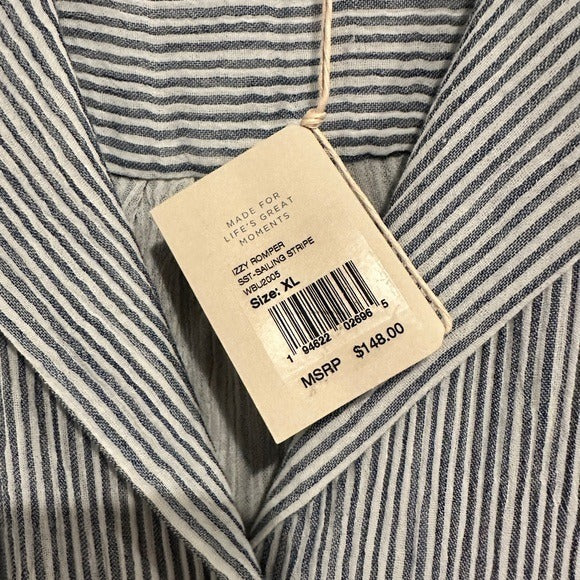 MADE FOR
LIFE'S GREAT
MOMENTS
IZZY ROMPER
SST-SAILING STRIPE
WBLI2005
Size: XL
1 94622 02696 5
MSRP $148.00